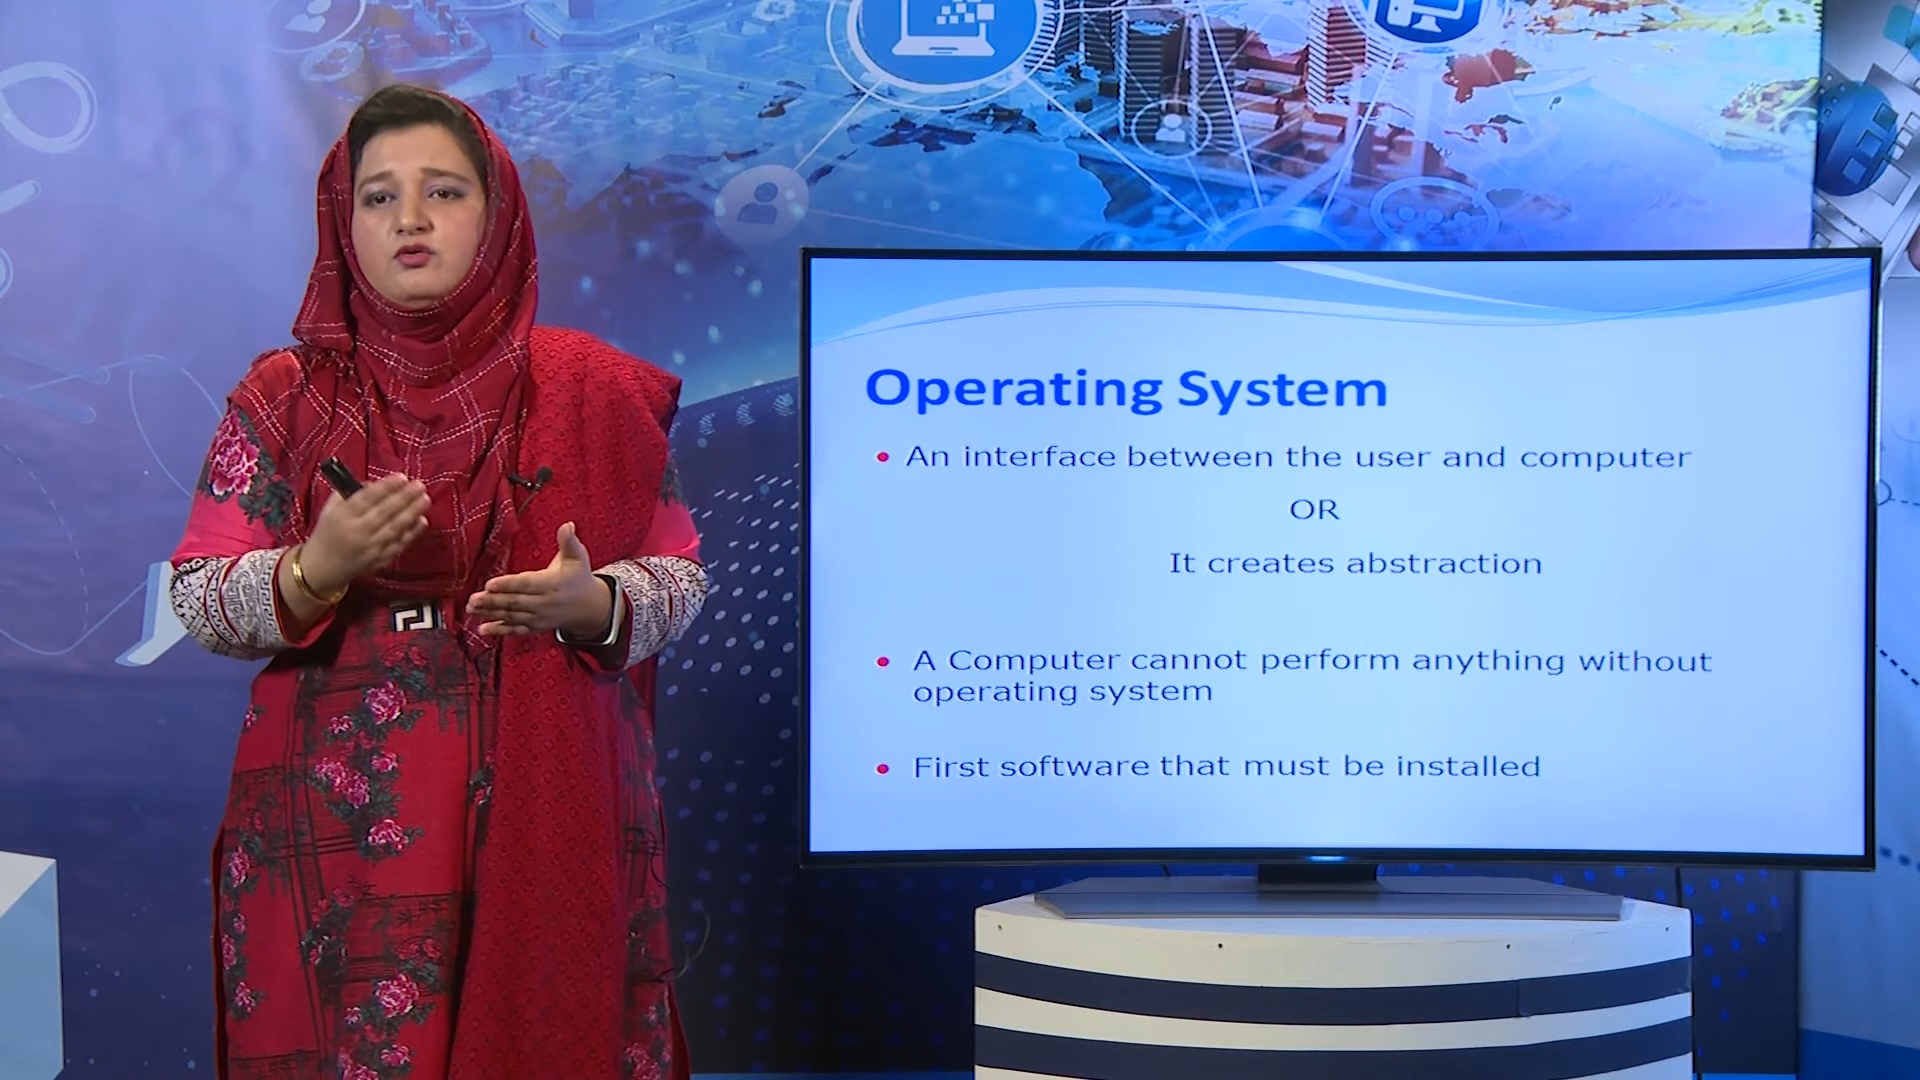 Operating System
• An interface between the user and computer
OR
It creates abstraction
• A Computer cannot perform anything without
operating system
• First software that must be installed